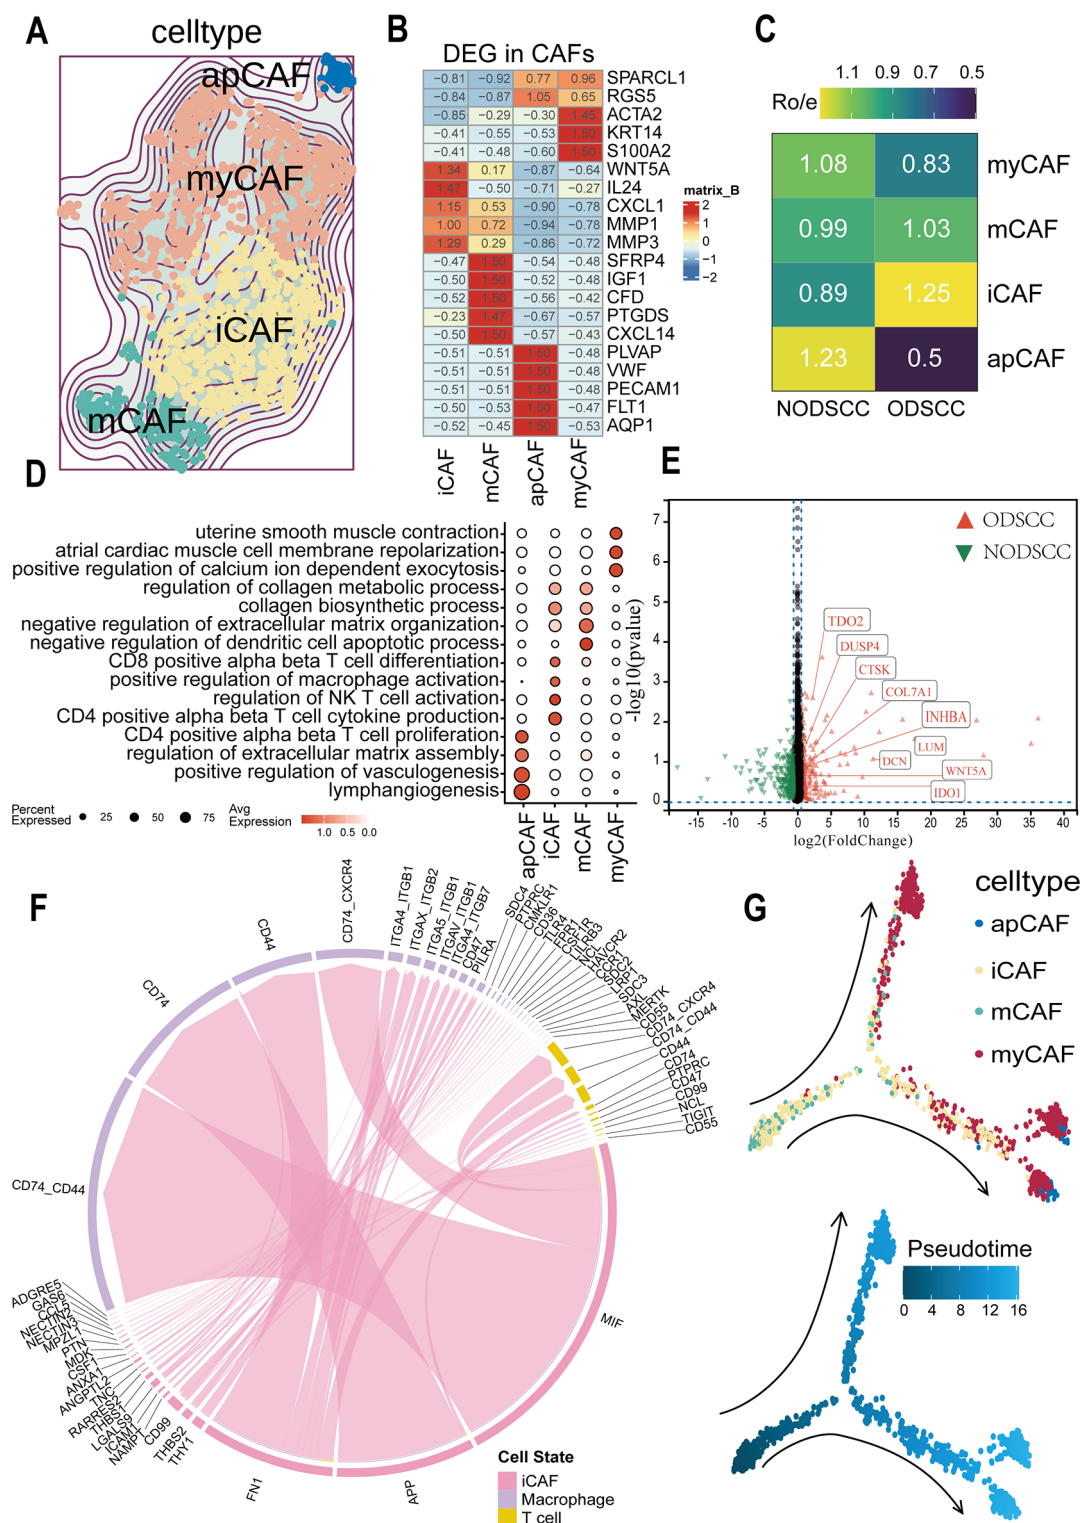 A
celltype
apCAF
myCAF
iCAF
mCAF
B
DEG in CAFs
−0.81 −0.92 0.77 0.96 SPARCL1
−0.84 −0.87 1.05 0.65 RGS5
−0.85 −0.29 −0.30 1.45 ACTA2
−0.41 −0.55 −0.53 1.50 KRT14
−0.41 −0.48 −0.60 1.50 S100A2
1.34 0.17 −0.87 −0.64 WNT5A
1.47 −0.50 −0.71 −0.27 IL24
1.15 0.53 −0.90 −0.78 CXCL1
1.00 0.72 −0.94 −0.78 MMP1
1.29 0.29 −0.86 −0.72 MMP3
−0.47 1.50 −0.54 −0.48 SFRP4
−0.50 1.50 −0.52 −0.48 IGF1
−0.52 1.50 −0.56 −0.42 CFD
−0.23 1.47 −0.67 −0.57 PTGDS
−0.50 1.50 −0.57 −0.43 CXCL14
−0.51 −0.51 1.50 −0.48 PLVAP
−0.51 −0.51 1.50 −0.48 VWF
−0.51 −0.51 1.50 −0.48 PECAM1
−0.50 −0.53 1.50 −0.47 FLT1
−0.52 −0.45 1.50 −0.53 AQP1
iCAF mCAF apCAF myCAF
matrix_B
2
1
0
−1
−2
C
1.1 0.9 0.7 0.5
Ro/e
1.08 0.83 myCAF
0.99 1.03 mCAF
0.89 1.25 iCAF
1.23 0.5 apCAF
NODSCC ODSCC
D
uterine smooth muscle contraction
atrial cardiac muscle cell membrane repolarization
positive regulation of calcium ion dependent exocytosis
regulation of collagen metabolic process
collagen biosynthetic process
negative regulation of extracellular matrix organization
negative regulation of dendritic cell apoptotic process
CD8 positive alpha beta T cell differentiation
positive regulation of macrophage activation
regulation of NK T cell activation
CD4 positive alpha beta T cell cytokine production
CD4 positive alpha beta T cell proliferation
regulation of extracellular matrix assembly
positive regulation of vasculogenesis
lymphangiogenesis
apCAF iCAF mCAF myCAF
Percent
Expressed
25 50 75
Avg
Expression
1.0 0.5 0.0
E
ODSCC
NODSCC
-log10(pvalue)
7
6
5
4
3
2
1
0
TDO2
DUSP4
CTSK
COL7A1
INHBA
LUM
DCN
WNT5A
IDO1
-15 -10 -5 0 5 10 15 20 25 30 35 40
log2(FoldChange)
F
CD74_CD44
CD74
CD44
CD74_CXCR4
ITGA4_ITGB1
ITGAX_ITGB2
ITGA5_ITGB1
ITGAV_ITGB1
ITGA4_ITGB7
CD47
PILRA
SDC4
PTPRC
CMKLR1
CD36
TLR4
MERTK
CD55
CD74_CXCR4
CD74_CD44
CD44
CD74
PTPRC
CD47
CD99
NCL
TIGIT
CD55
MIF
APP
FN1
THY1
THBS2
CD99
NAMPT
ICAM1
LGALS9
THBS1
RARRES2
TNC
ANGPTL2
ANXA1
CSF1
MDK
PTN
MPZL1
NECTIN3
NECTIN2
CCL5
GAS6
ADGRE5
Cell State
iCAF
Macrophage
T cell
G
celltype
apCAF
iCAF
mCAF
myCAF
Pseudotime
0 4 8 12 16